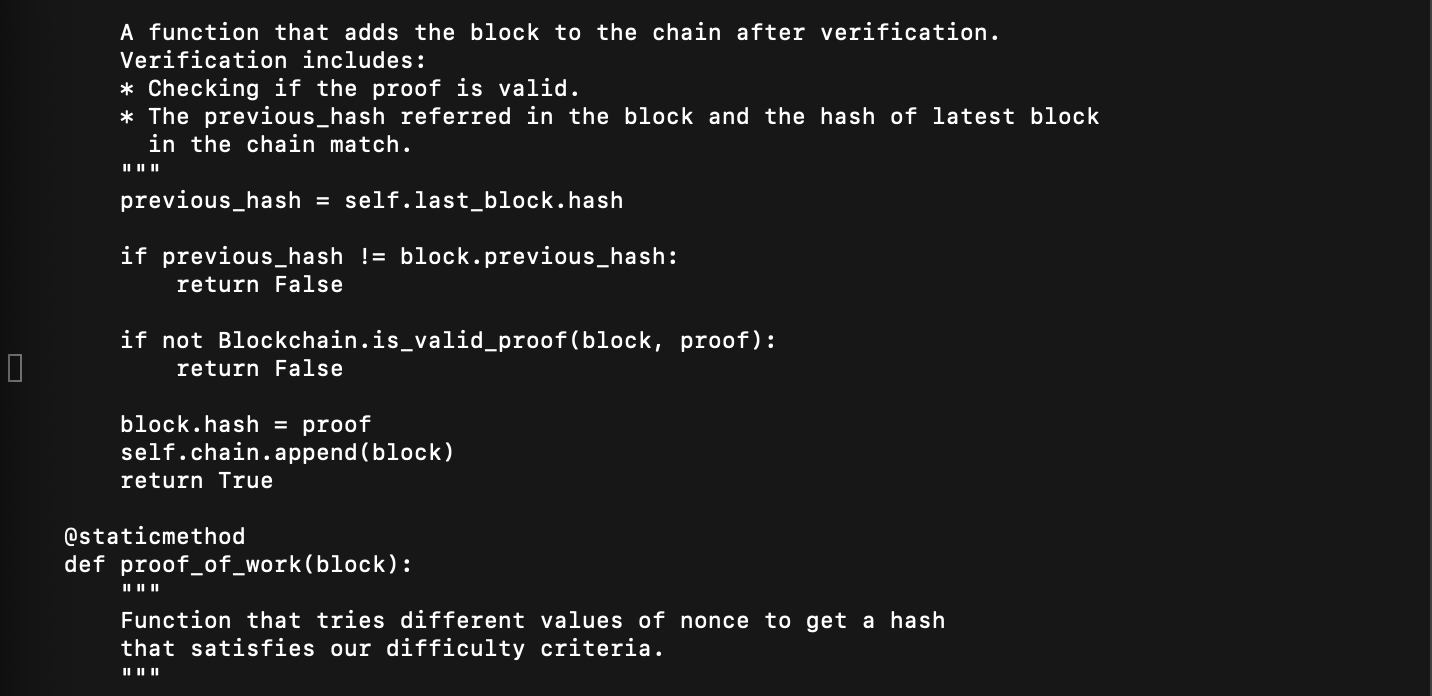 A function that adds the block to the chain after verification.
Verification includes:
* Checking if the proof is valid.
* The previous_hash referred in the block and the hash of latest block
in the chain match.
"""
previous_hash = self.last_block.hash
if previous_hash != block.previous_hash:
return False
if not Blockchain.is_valid_proof(block, proof):
return False
block.hash = proof
self.chain.append(block)
return True
@staticmethod
def proof_of_work(block):
"""
Function that tries different values of nonce to get a hash
that satisfies our difficulty criteria.
"""